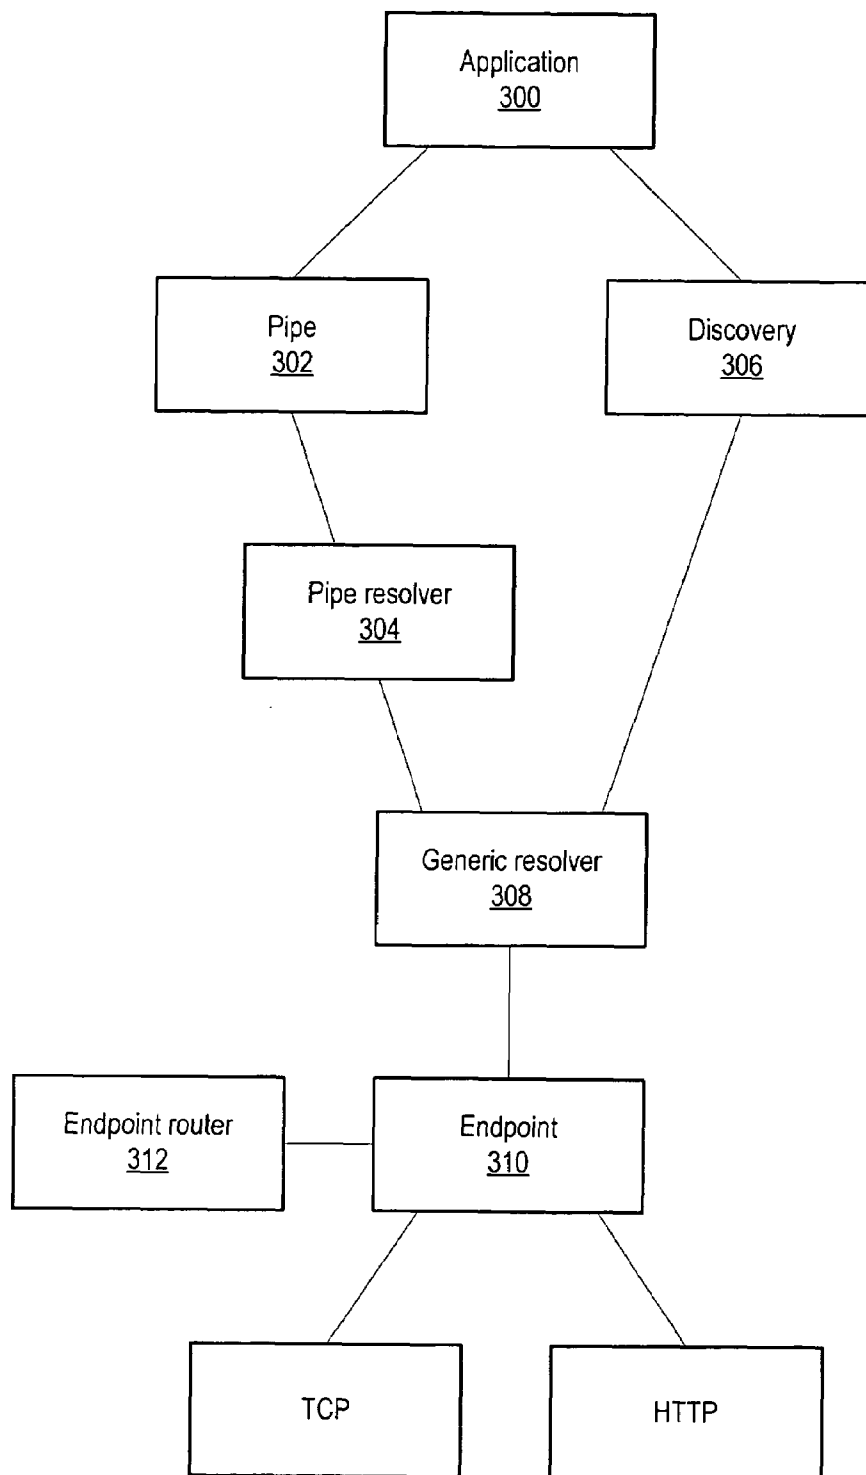 Application
300
Pipe
302
Discovery
306
Pipe resolver
304
Generic resolver
308
Endpoint router
312
Endpoint
310
TCP
HTTP